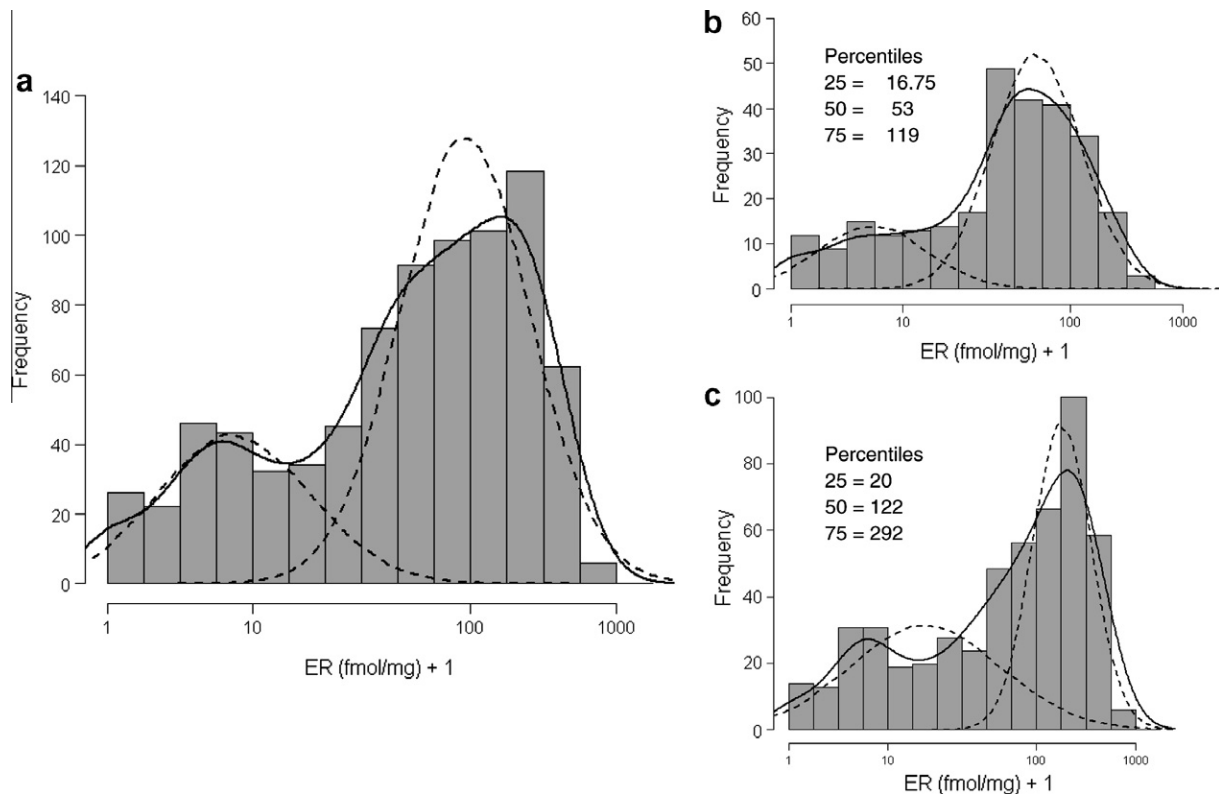 a
140
120
100
80
60
40
20
0
Frequency
1 10 100 1000
ER (fmol/mg) + 1
b
60
50
40
30
20
10
0
Frequency
Percentiles
25 = 16.75
50 = 53
75 = 119
1 10 100 1000
ER (fmol/mg) + 1
c
100
80
60
40
20
0
Frequency
Percentiles
25 = 20
50 = 122
75 = 292
1 10 100 1000
ER (fmol/mg) + 1